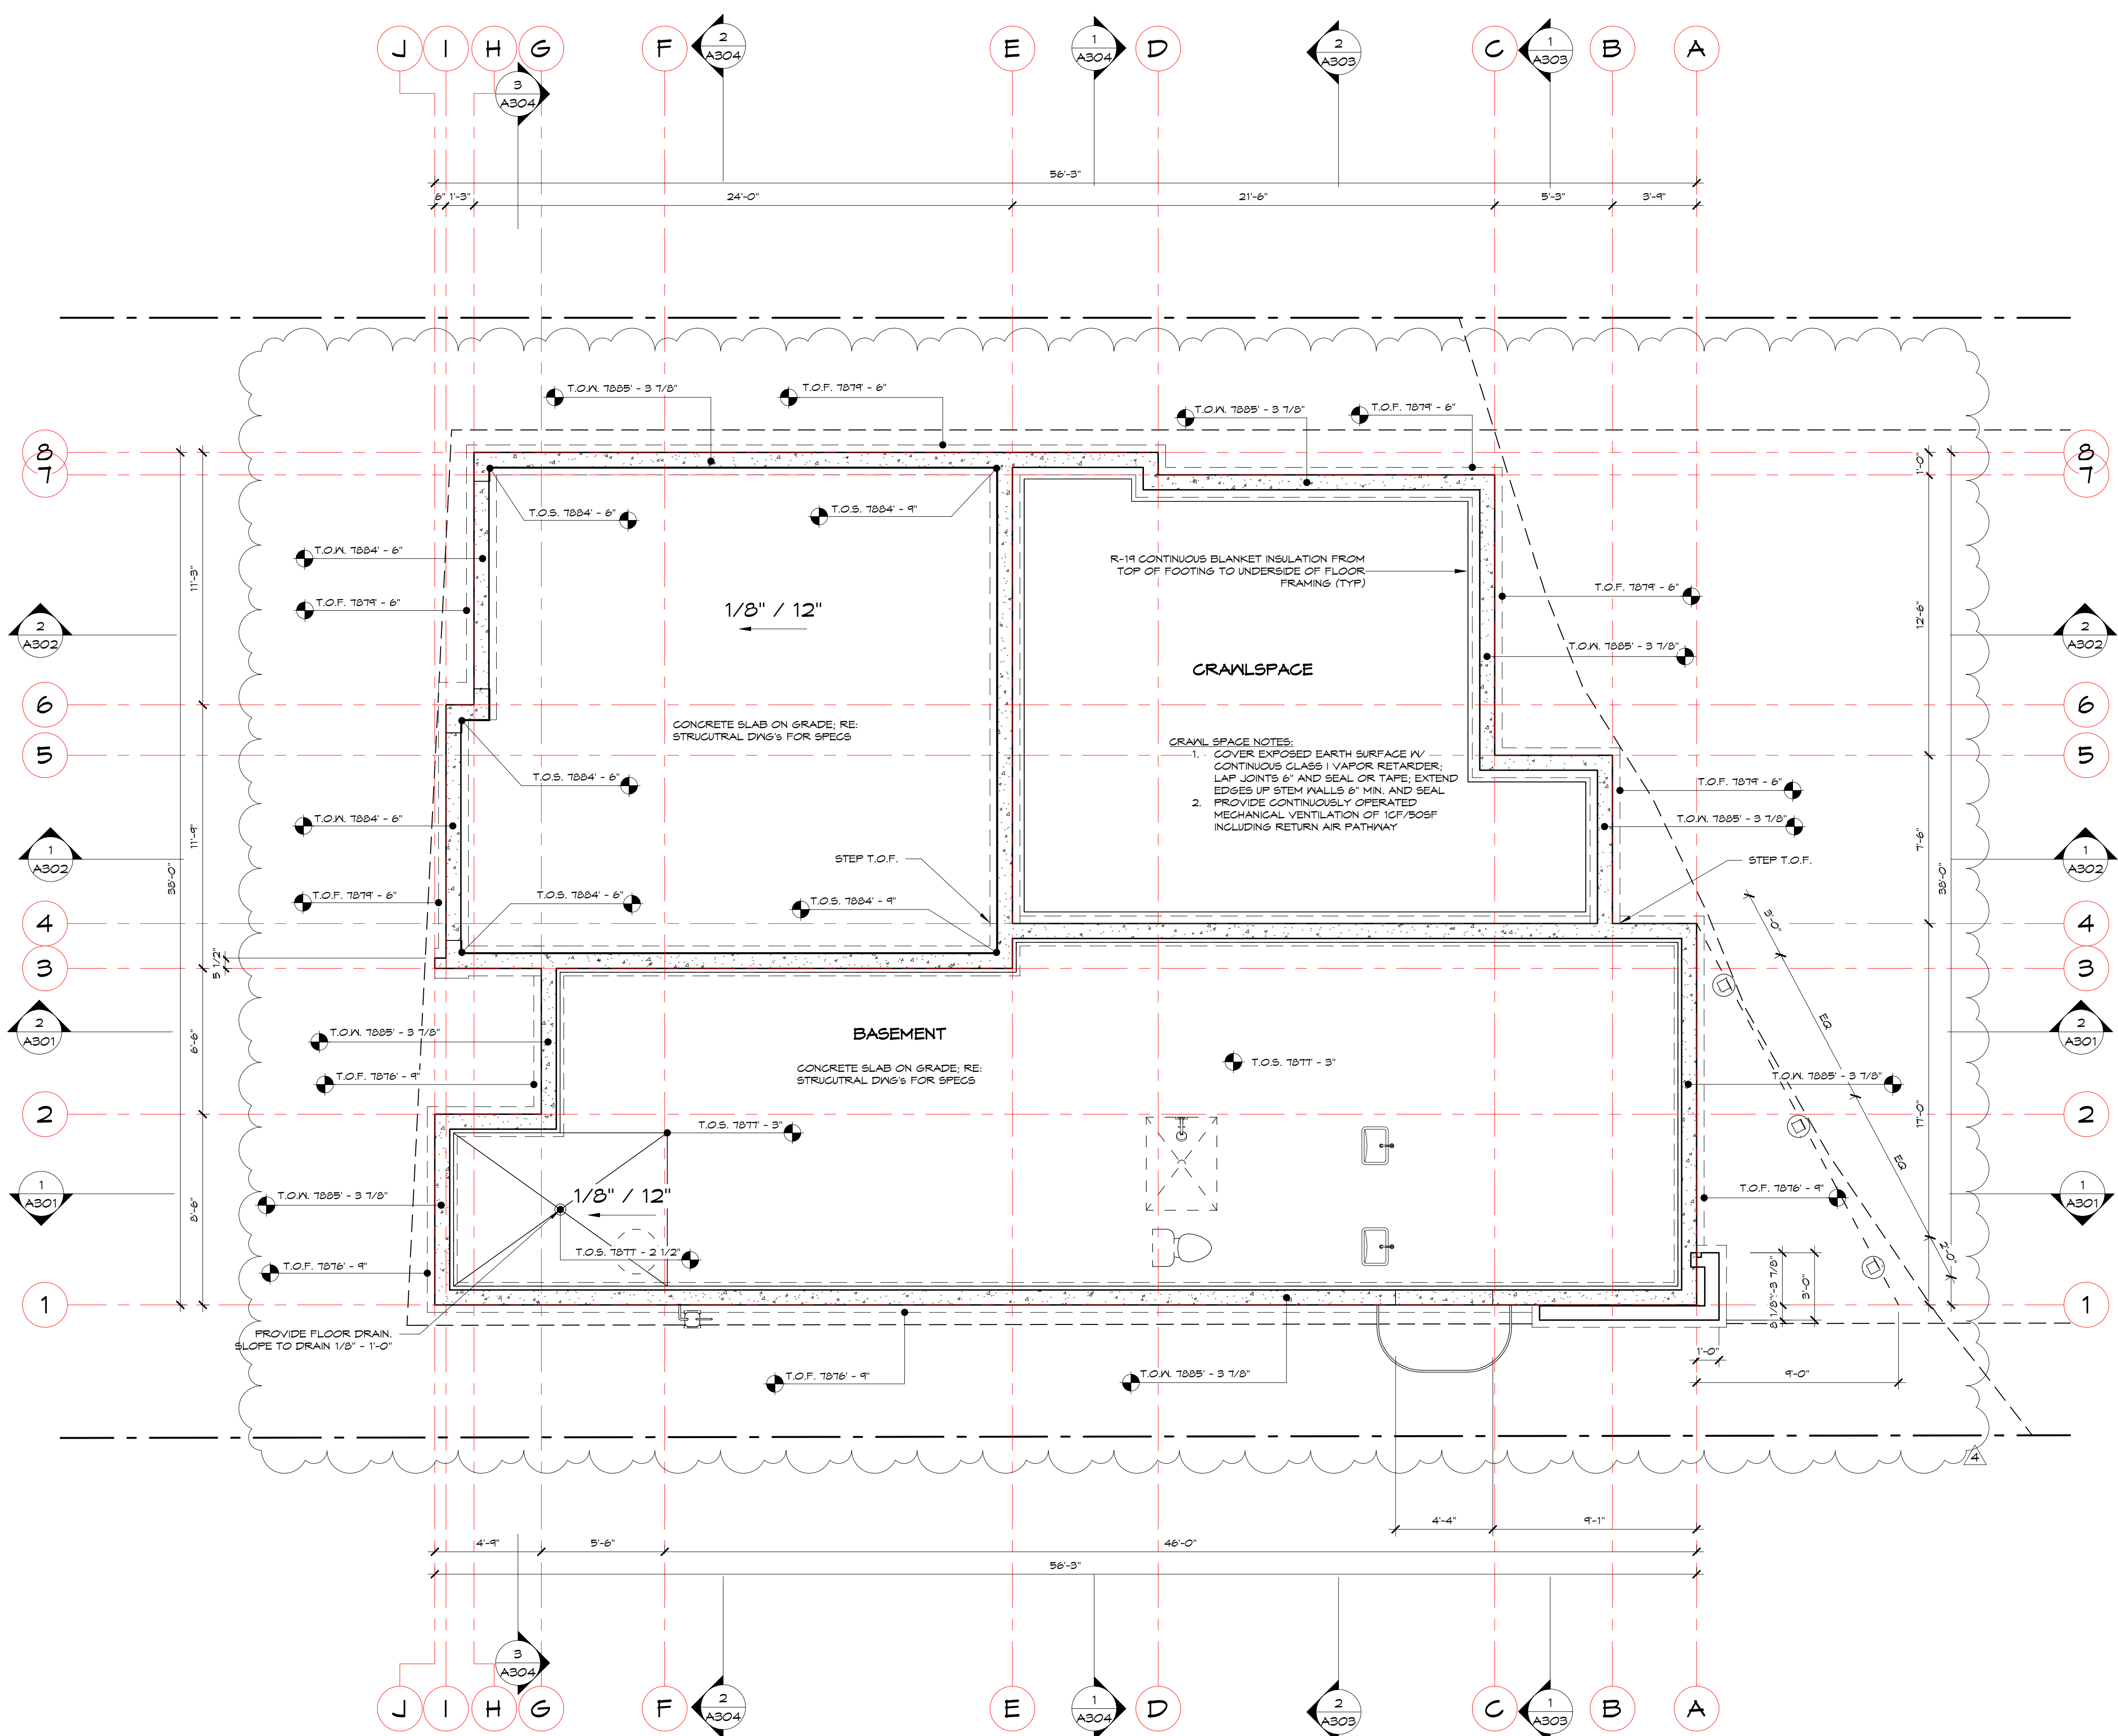 J I H G F E D C B A
2
A304
1
A304
2
A303
1
A303
3
A304
56'-3"
6" 1'-3" 24'-0" 21'-6" 5'-3" 3'-9"
T.O.W. 7885' - 3 7/8"
T.O.F. 7879' - 6"
T.O.W. 7885' - 3 7/8"
T.O.F. 7879' - 6"
8
7
8
7
1'-0"
T.O.S. 7884' - 6"
T.O.S. 7884' - 9"
T.O.W. 7884' - 6"
R-19 CONTINUOUS BLANKET INSULATION FROM
TOP OF FOOTING TO UNDERSIDE OF FLOOR
FRAMING (TYP)
11'-3"
T.O.F. 7879' - 6"
1/8" / 12"
T.O.F. 7879' - 6"
12'-6"
2
A302
2
A302
T.O.W. 7885' - 3 7/8"
CRAWLSPACE
6
6
CONCRETE SLAB ON GRADE; RE:
STRUCUTRAL DWG's FOR SPECS
5
5
CRAWL SPACE NOTES:
1. COVER EXPOSED EARTH SURFACE W/
CONTINUOUS CLASS I VAPOR RETARDER;
LAP JOINTS 6" AND SEAL OR TAPE; EXTEND
EDGES UP STEM WALLS 6" MIN. AND SEAL
2. PROVIDE CONTINUOUSLY OPERATED
MECHANICAL VENTILATION OF 1CF/50SF
INCLUDING RETURN AIR PATHWAY
T.O.S. 7884' - 6"
T.O.F. 7879' - 6"
T.O.W. 7884' - 6"
T.O.W. 7885' - 3 7/8"
11'-9"
7'-6"
1
A302
1
A302
STEP T.O.F.
STEP T.O.F.
38'-0"
38'-0"
T.O.F. 7879' - 6"
T.O.S. 7884' - 6"
T.O.S. 7884' - 9"
4
4
3'-0"
5 1/2"
3
3
EQ
2
A301
2
A301
T.O.W. 7885' - 3 7/8"
BASEMENT
6'-6"
CONCRETE SLAB ON GRADE; RE:
STRUCUTRAL DWG's FOR SPECS
T.O.S. 7877' - 3"
T.O.F. 7876' - 9"
T.O.W. 7885' - 3 7/8"
2
2
17'-0"
T.O.S. 7877' - 3"
EQ
1
A301
1
A301
T.O.W. 7885' - 3 7/8"
1/8" / 12"
T.O.F. 7876' - 9"
8'-6"
T.O.S. 7877' - 2 1/2"
2'-0"
T.O.F. 7876' - 9"
8 1/8"
3 7/8"
3'-0"
1
1
PROVIDE FLOOR DRAIN.
SLOPE TO DRAIN 1/8" - 1'-0"
1'-0"
9'-0"
T.O.F. 7876' - 9"
T.O.W. 7885' - 3 7/8"
4
4'-4" 9'-1"
4'-9" 5'-6" 46'-0"
56'-3"
3
A304
J I H G F E D C B A
2
A304
1
A304
2
A303
1
A303